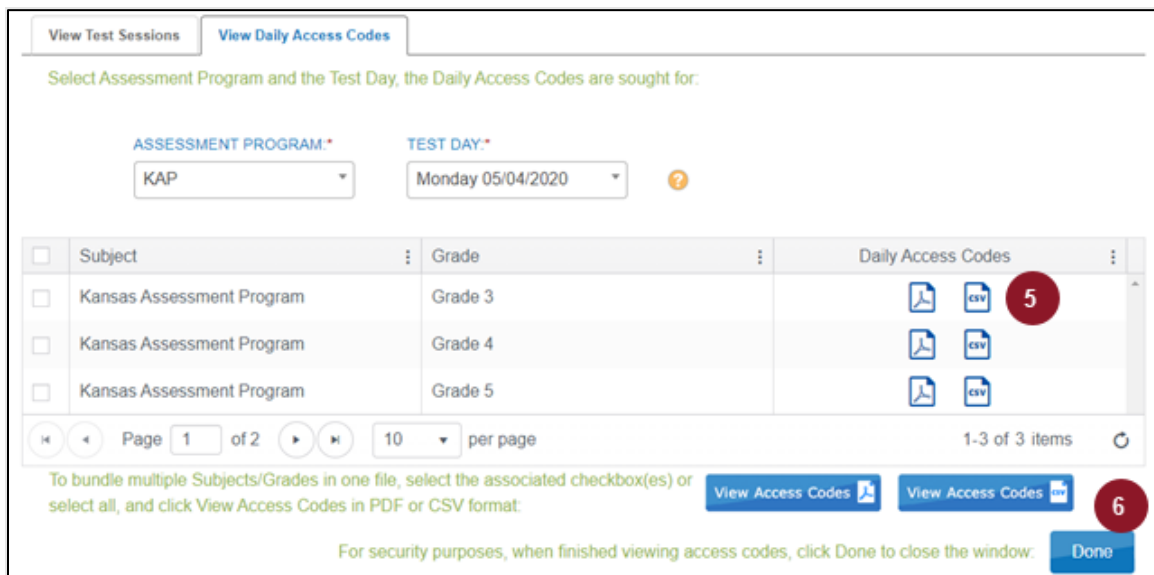 View Test Sessions View Daily Access Codes
Select Assessment Program and the Test Day, the Daily Access Codes are sought for:
ASSESSMENT PROGRAM:* TEST DAY:*
KAP Monday 05/04/2020 ?
Subject Grade Daily Access Codes
Kansas Assessment Program Grade 3 CSV 5
Kansas Assessment Program Grade 4 CSV
Kansas Assessment Program Grade 5 CSV
Page 1 of 2 10 per page 1-3 of 3 items
To bundle multiple Subjects/Grades in one file, select the associated checkbox(es) or
select all, and click View Access Codes in PDF or CSV format:
View Access Codes View Access Codes CSV
6
For security purposes, when finished viewing access codes, click Done to close the window: Done